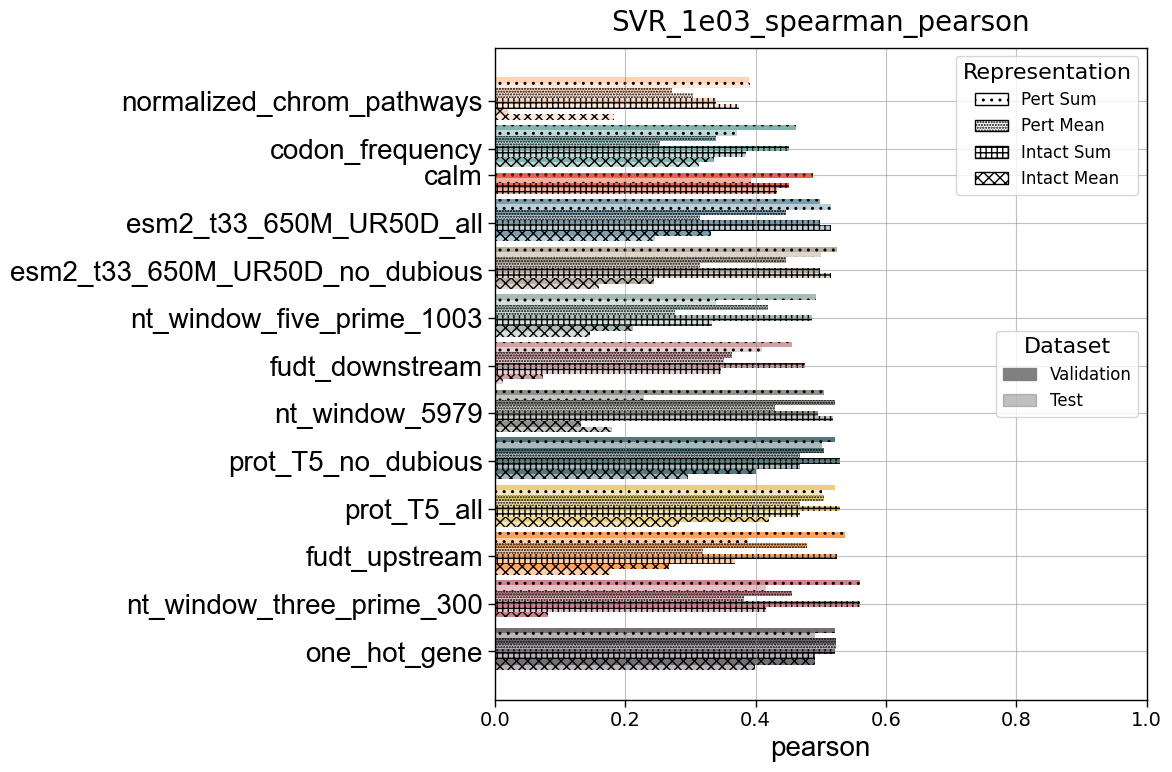 SVR_1e03_spearman_pearson
normalized_chrom_pathways
codon_frequency
calm
esm2_t33_650M_UR50D_all
esm2_t33_650M_UR50D_no_dubious
nt_window_five_prime_1003
fudt_downstream
nt_window_5979
prot_T5_no_dubious
prot_T5_all
fudt_upstream
nt_window_three_prime_300
one_hot_gene
Representation
Pert Sum
Pert Mean
Intact Sum
Intact Mean
Dataset
Validation
Test
0.0 0.2 0.4 0.6 0.8 1.0
pearson